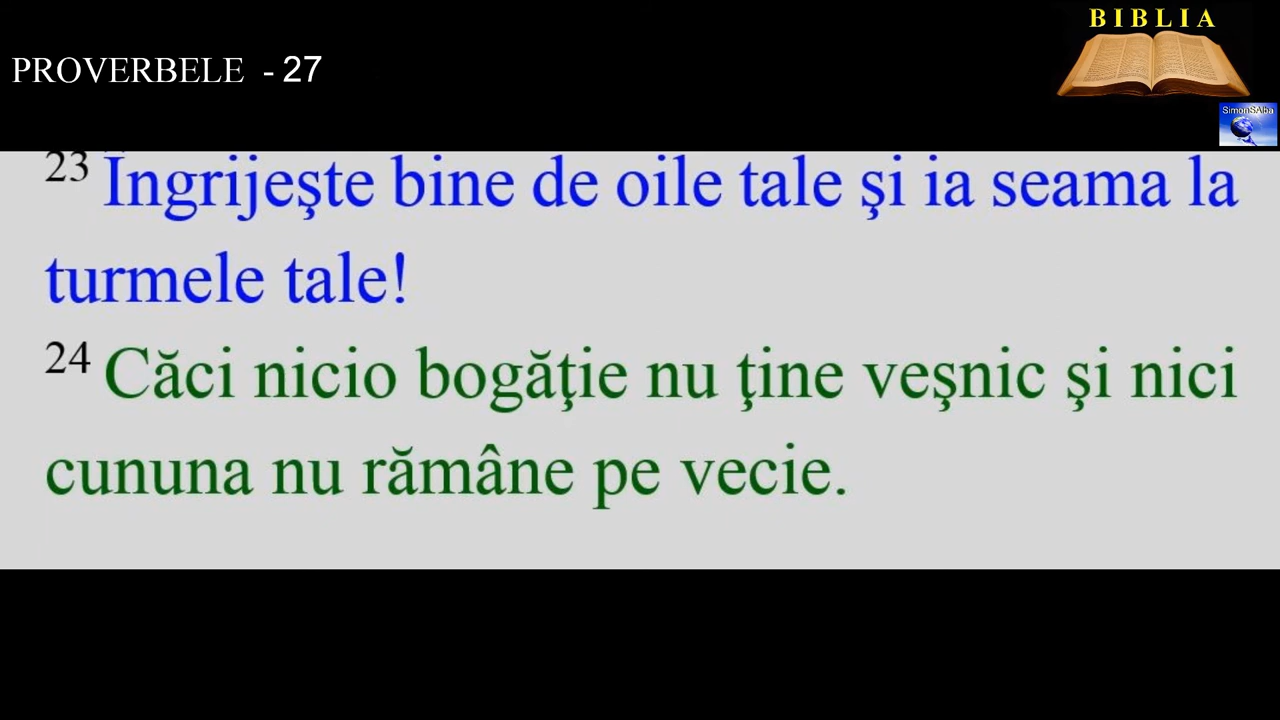 BIBLIA
PROVERBELE - 27
SimonSAlba
23 Îngrijeşte bine de oile tale şi ia seama la
turmele tale!
24 Căci nicio bogăţie nu ţine veşnic şi nici
cununa nu rămâne pe vecie.